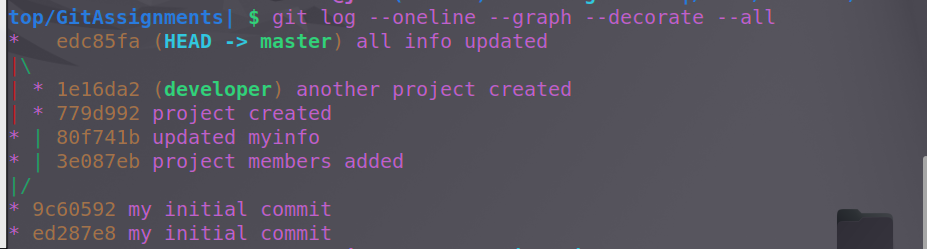 top/GitAssignments| $ git log --oneline --graph --decorate --all
*   edc85fa (HEAD -> master) all info updated
|\
| * 1e16da2 (developer) another project created
| * 779d992 project created
* | 80f741b updated myinfo
* | 3e087eb project members added
|/
* 9c60592 my initial commit
* ed287e8 my initial commit